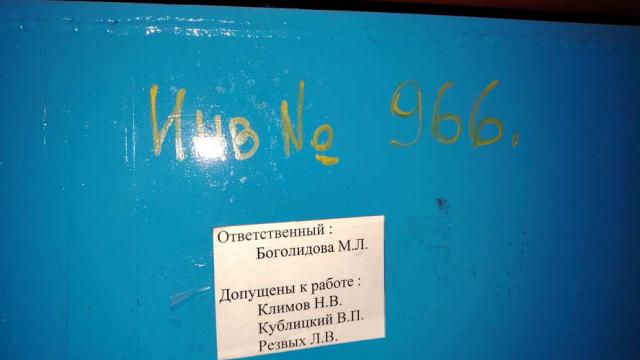 Инв № 966.
Ответственный :
Боголидова М.Л.
Допущены к работе :
Климов Н.В.
Кублицкий В.П.
Резвых Л.В.